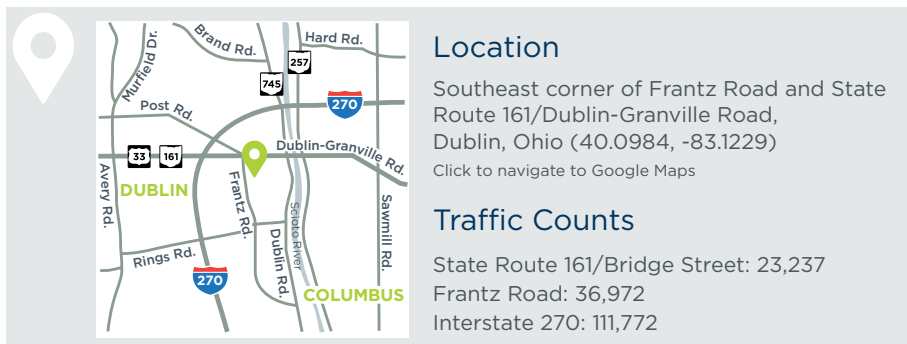 Brand Rd.
Hard Rd.
Murfield Dr.
257
745
270
Post Rd.
33
161
Dublin-Granville Rd.
Avery Rd.
DUBLIN
Frantz Rd.
Scioto River
Sawmill Rd.
Dublin Rd.
Rings Rd.
270
COLUMBUS
Location
Southeast corner of Frantz Road and State
Route 161/Dublin-Granville Road,
Dublin, Ohio (40.0984, -83.1229)
Click to navigate to Google Maps
Traffic Counts
State Route 161/Bridge Street: 23,237
Frantz Road: 36,972
Interstate 270: 111,772